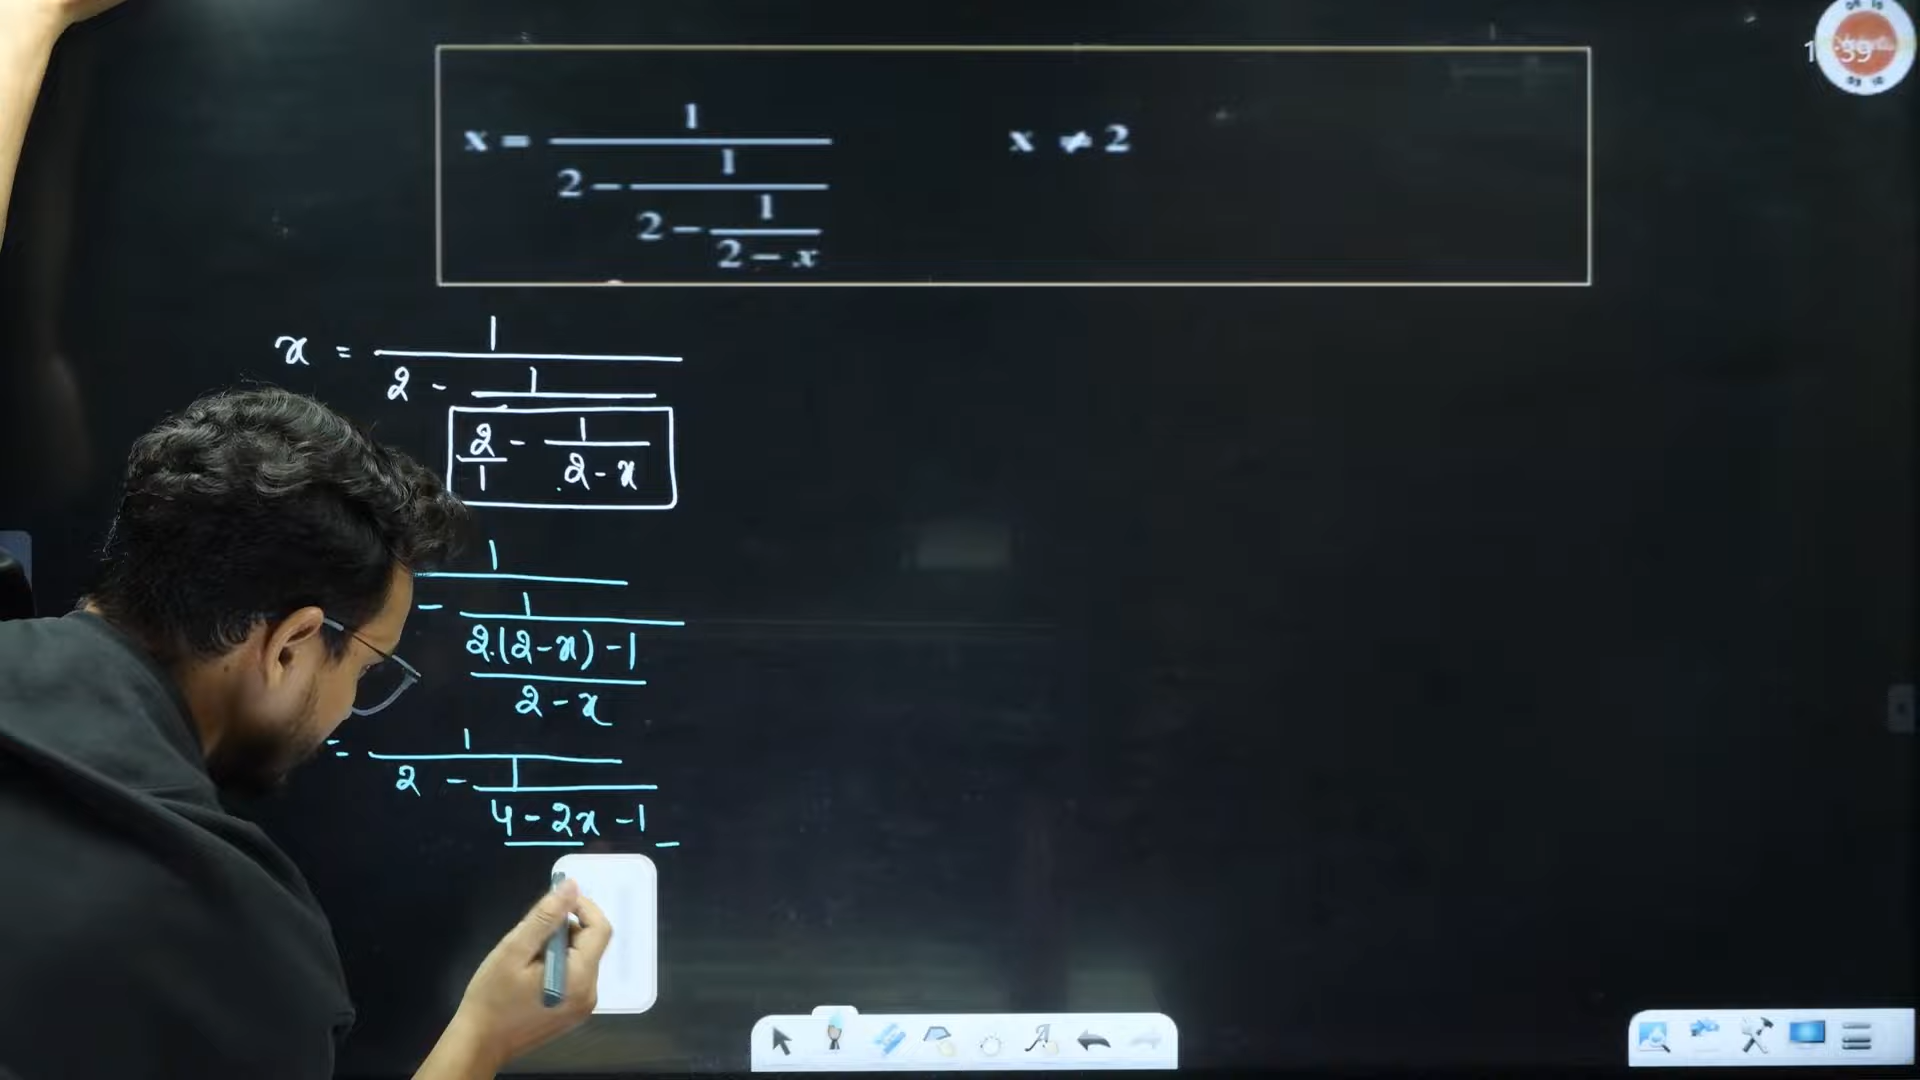 x = 1 / (2 − 1 / (2 − 1 / (2 − x))) x ≠ 2
x = 1 / (2 - 1 / (2/1 - 1 / (2 - x)))
1 / ( - 1 / ((2.(2-x) - 1) / (2 - x)))
= 1 / (2 - 1 / (4 - 2x - 1))